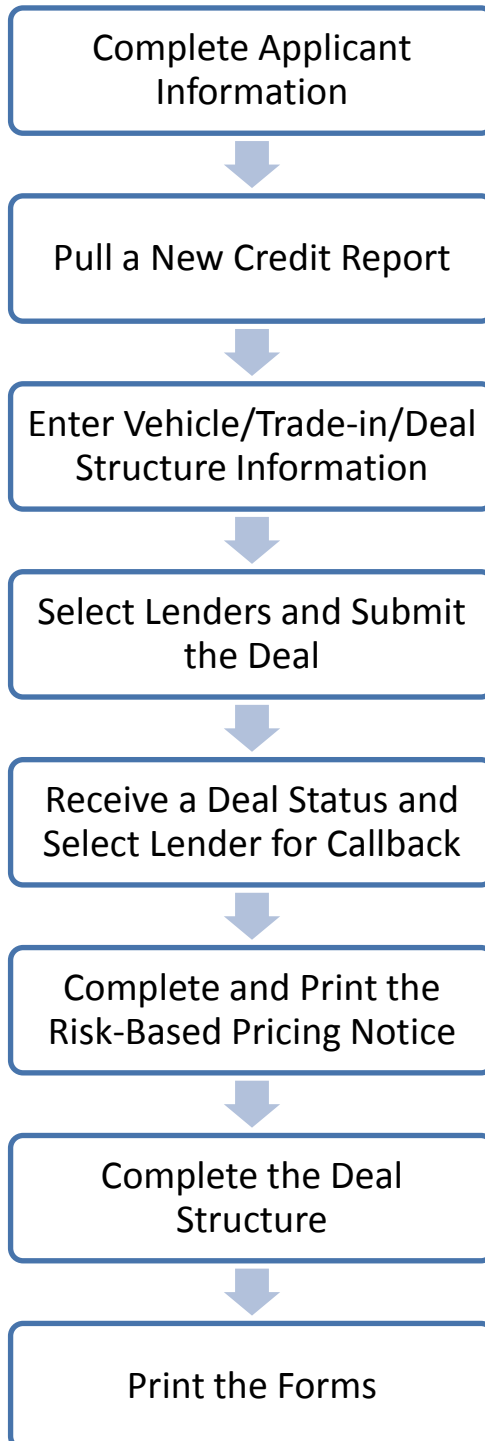 Complete Applicant
Information
Pull a New Credit Report
Enter Vehicle/Trade-in/Deal
Structure Information
Select Lenders and Submit
the Deal
Receive a Deal Status and
Select Lender for Callback
Complete and Print the
Risk-Based Pricing Notice
Complete the Deal
Structure
Print the Forms